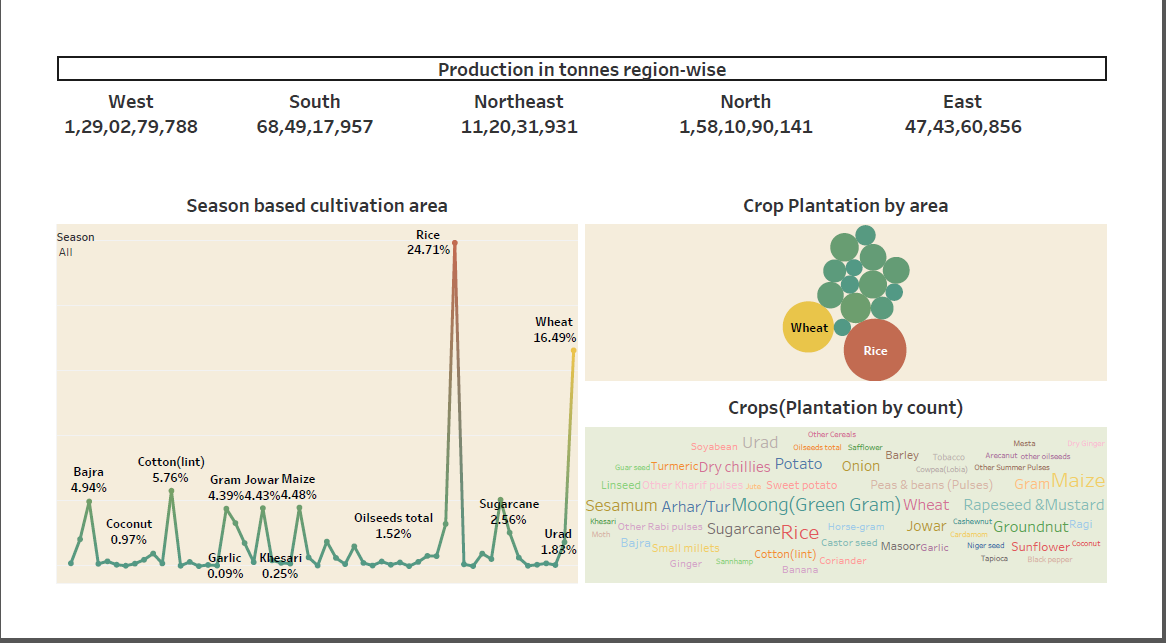 Production in tonnes region-wise
West South Northeast North East
1,29,02,79,788 68,49,17,957 11,20,31,931 1,58,10,90,141 47,43,60,856
Season based cultivation area
Season
All
Rice
24.71%
Wheat
16.49%
Cotton(lint)
5.76%
Bajra
4.94%
Gram Jowar Maize
4.39% 4.43% 4.48%
Coconut
0.97%
Oilseeds total
1.52%
Sugarcane
2.56%
Urad
1.83%
Garlic
0.09%
Khesari
0.25%
Crop Plantation by area
Wheat
Rice
Crops(Plantation by count)
Other Cereals
Soyabean Urad Oilseeds total Safflower Mesta Dry Ginger
Guar seed Turmeric Dry chillies Potato Onion Barley Tobacco Arecanut other oilseeds
Cowpea(Lobia) Other Summer Pulses
Linseed Other Kharif pulses Jute Sweet potato Peas & beans (Pulses) Gram Maize
Sesamum Arhar/Tur Moong(Green Gram) Wheat Rapeseed &Mustard
Khesari Other Rabi pulses Sugarcane Rice Horse-gram Jowar Cashewnut Groundnut Ragi
Moth Cardamom
Bajra Small millets Castor seed Masoor Garlic Niger seed Sunflower Coconut
Cotton(lint) Coriander Tapioca Black pepper
Ginger Sannhamp Banana